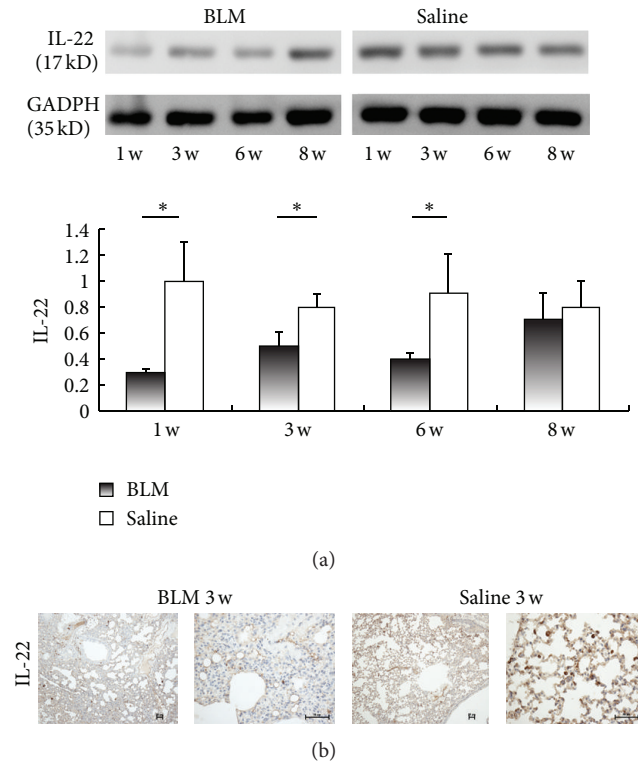 BLM Saline
IL-22
(17 kD)
GADPH
(35 kD)
1 w 3 w 6 w 8 w 1 w 3 w 6 w 8 w
* * *
1.4
1.2
1
0.8
0.6
0.4
0.2
0
IL-22
1 w 3 w 6 w 8 w
BLM
Saline
(a)
BLM 3 w Saline 3 w
IL-22
(b)